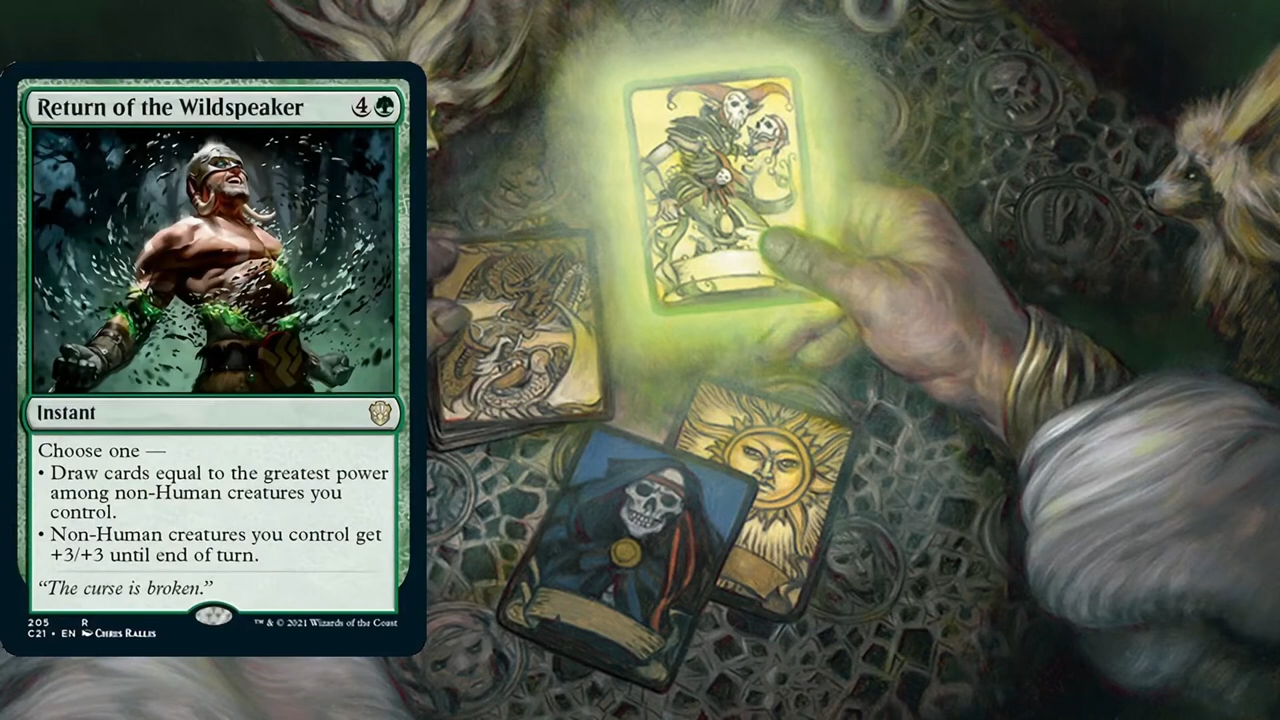 Return of the Wildspeaker 4
Instant
Choose one —
• Draw cards equal to the greatest power
among non-Human creatures you
control.
• Non-Human creatures you control get
+3/+3 until end of turn.
“The curse is broken.”
205 R
C21 • EN Chris Rallis
™ & © 2021 Wizards of the Coast